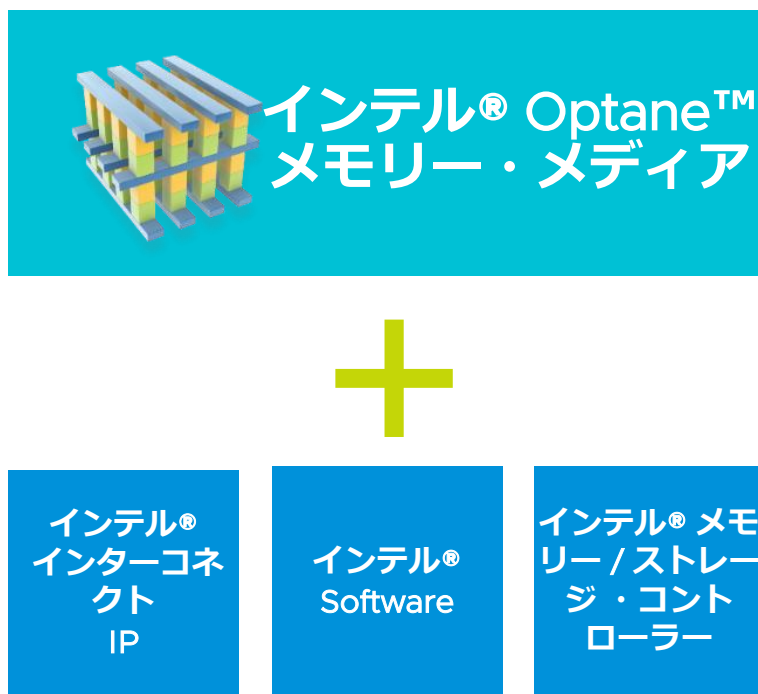 インテル® Optane™
メモリー・メディア
インテル®
インターコネ
クト
IP
インテル®
Software
インテル® メモ
リー / ストレー
ジ ・コント
ローラー